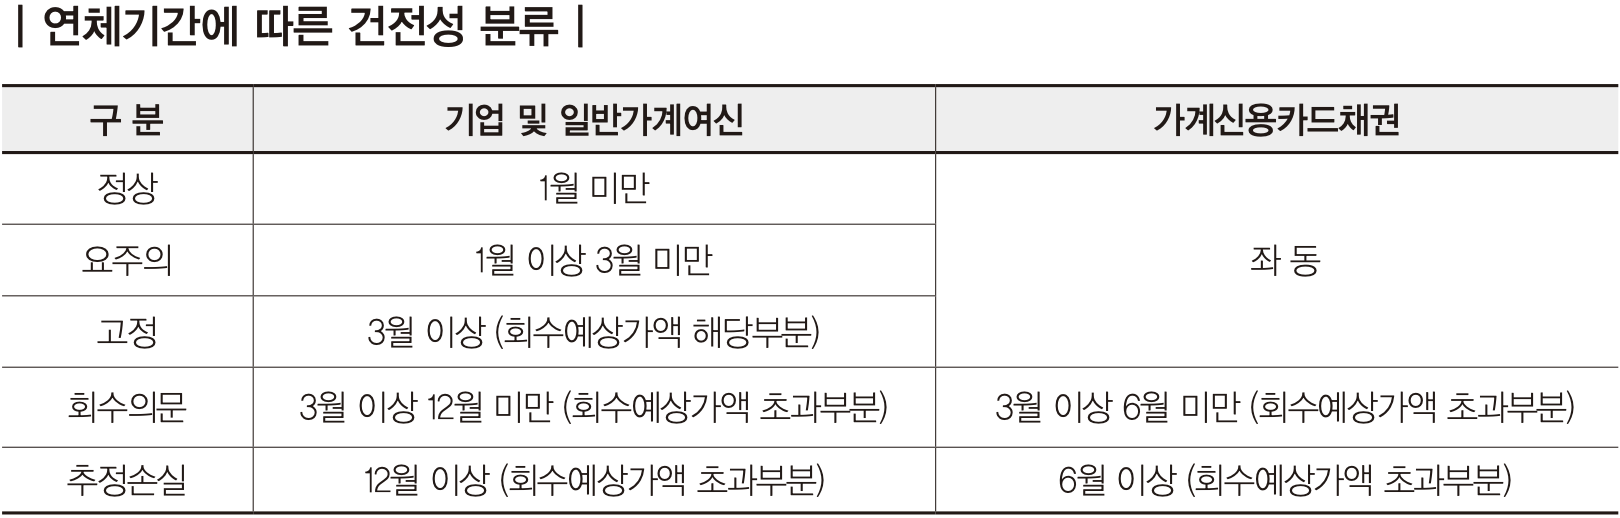 | 연체기간에 따른 건전성 분류 |
구 분 기업 및 일반가계여신 가계신용카드채권
정상 1월 미만
요주의 1월 이상 3월 미만 좌 동
고정 3월 이상 (회수예상가액 해당부분)
회수의문 3월 이상 12월 미만 (회수예상가액 초과부분) 3월 이상 6월 미만 (회수예상가액 초과부분)
추정손실 12월 이상 (회수예상가액 초과부분) 6월 이상 (회수예상가액 초과부분)